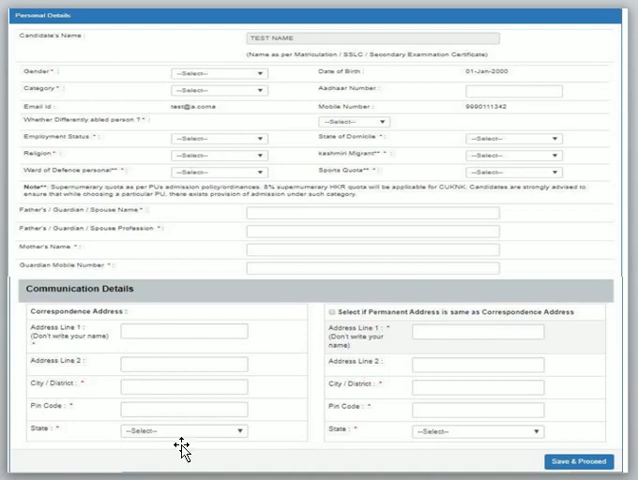 Personal Details
Candidate's Name :
TEST NAME
(Name as per Matriculation / SSLC / Secondary Examination Certificate)
Gender * : --Select-- Date of Birth : 01-Jan-2000
Category * : --Select-- Aadhaar Number :
Email Id : test@a.coma Mobile Number : 9990111342
Whether Differently abled person ? * : --Select--
Employment Status * : --Select-- State of Domicile * : --Select--
Religion * : --Select-- kashmiri Migrant** * : --Select--
Ward of Defence personal** * : --Select-- Sports Quota** * : --Select--
Note**: Supernumerary quota as per PUs admission policy/ordinances. 8% supernumerary HKR quota will be applicable for CUKNK. Candidates are strongly advised to
ensure that while choosing a particular PU, there exists provision of admission under such category.
Father's / Guardian / Spouse Name * :
Father's / Guardian / Spouse Profession * :
Mother's Name * :
Guardian Mobile Number * :
Communication Details
Correspondence Address :
Address Line 1 :
(Don't write your name)
*
Address Line 2 :
City / District : *
Pin Code : *
State : * --Select--
Select if Permanent Address is same as Correspondence Address
Address Line 1 : *
(Don't write your
name)
Address Line 2 :
City / District : *
Pin Code : *
State : * --Select--
Save & Proceed